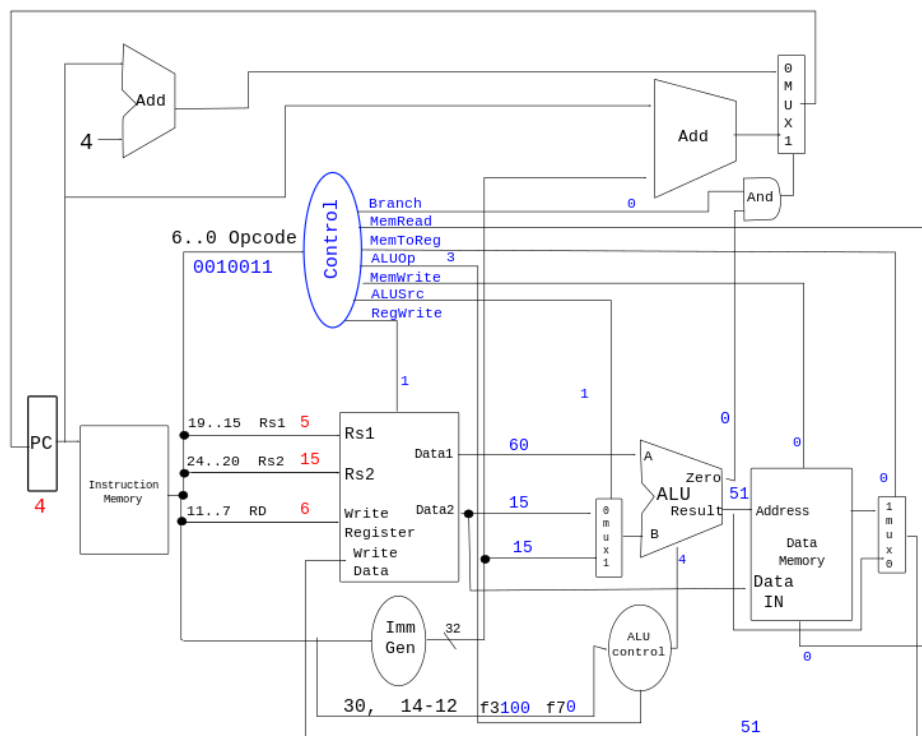 Add
4
Add
0
M
U
X
1
And
Control
Branch 0
MemRead
MemToReg
ALUOp 3
MemWrite
ALUSrc
RegWrite
6..0 Opcode
0010011
1
1
0
0
0
PC
4
Instruction
Memory
19..15 Rs1 5
24..20 Rs2 15
11..7 RD 6
Rs1
Rs2
Write
Register
Write
Data
Data1
Data2
60
15
15
0
m
u
x
1
A
B
Zero
ALU
Result
51
4
Address
Data
Memory
Data
IN
0
1
m
u
x
0
Imm
Gen
32
ALU
control
30, 14-12 f3100 f70
51